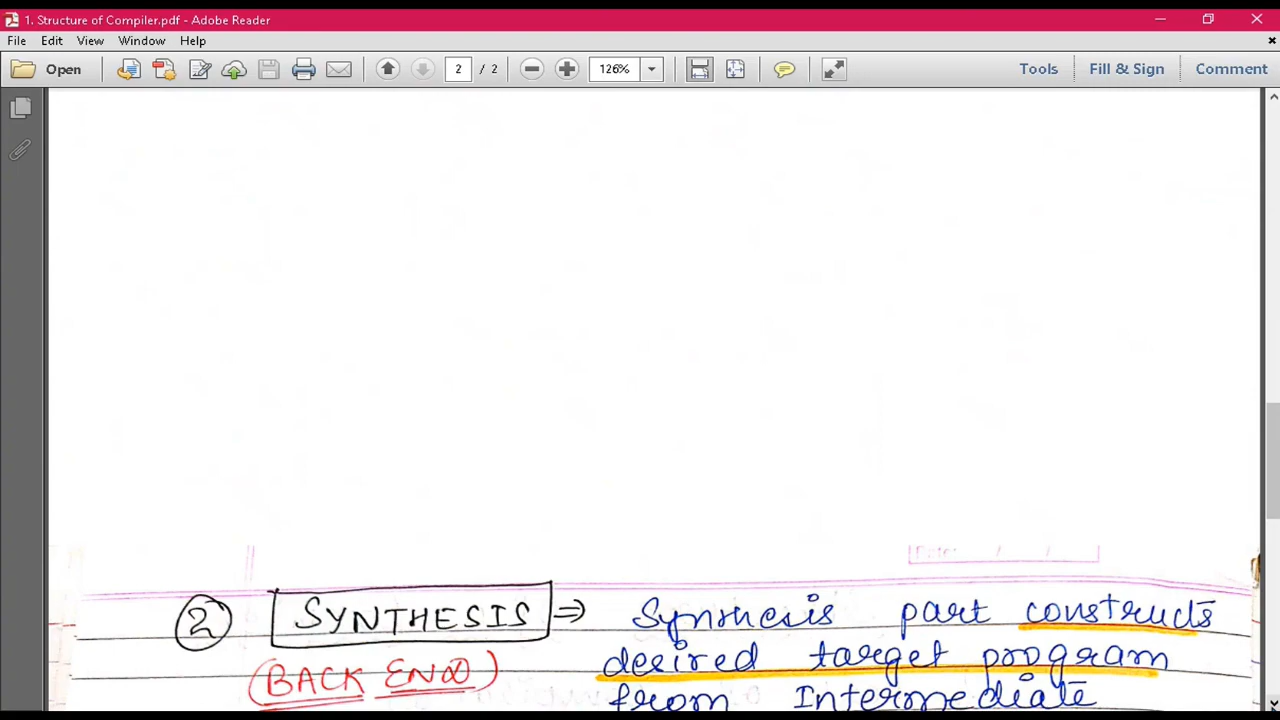 1. Structure of Compiler.pdf - Adobe Reader
File Edit View Window Help
Open 2 / 2 126% Tools Fill & Sign Comment
Date: / /
2 SYNTHESIS ⇒ Synthesis part constructs
(BACK END) desired target program
from Intermediate